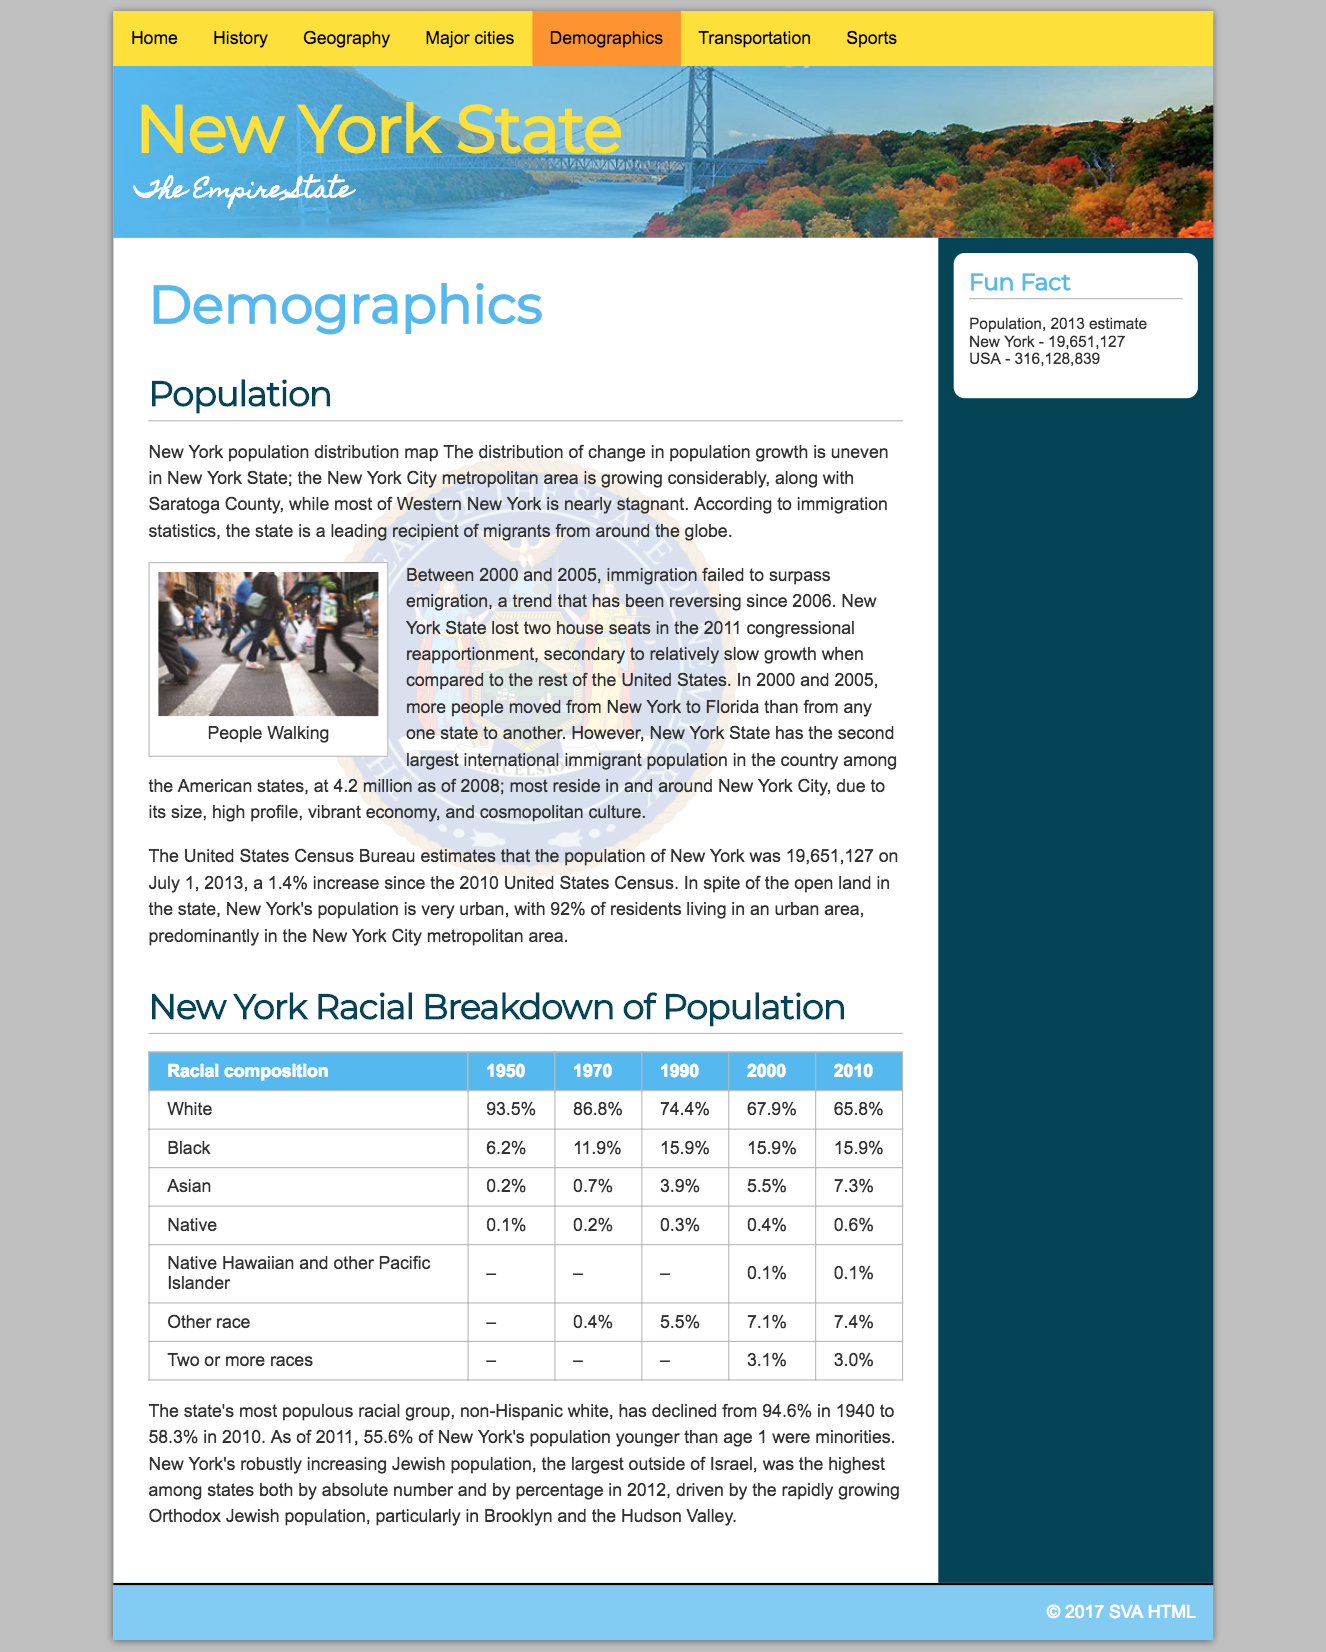 Home History Geography Major cities Demographics Transportation Sports
New York State
The Empire State
Demographics
Population
New York population distribution map The distribution of change in population growth is uneven
in New York State; the New York City metropolitan area is growing considerably, along with
Saratoga County, while most of Western New York is nearly stagnant. According to immigration
statistics, the state is a leading recipient of migrants from around the globe.
People Walking
Between 2000 and 2005, immigration failed to surpass
emigration, a trend that has been reversing since 2006. New
York State lost two house seats in the 2011 congressional
reapportionment, secondary to relatively slow growth when
compared to the rest of the United States. In 2000 and 2005,
more people moved from New York to Florida than from any
one state to another. However, New York State has the second
largest international immigrant population in the country among
the American states, at 4.2 million as of 2008; most reside in and around New York City, due to
its size, high profile, vibrant economy, and cosmopolitan culture.
The United States Census Bureau estimates that the population of New York was 19,651,127 on
July 1, 2013, a 1.4% increase since the 2010 United States Census. In spite of the open land in
the state, New York's population is very urban, with 92% of residents living in an urban area,
predominantly in the New York City metropolitan area.
New York Racial Breakdown of Population
Racial composition 1950 1970 1990 2000 2010
White 93.5% 86.8% 74.4% 67.9% 65.8%
Black 6.2% 11.9% 15.9% 15.9% 15.9%
Asian 0.2% 0.7% 3.9% 5.5% 7.3%
Native 0.1% 0.2% 0.3% 0.4% 0.6%
Native Hawaiian and other Pacific
Islander – – – 0.1% 0.1%
Other race – 0.4% 5.5% 7.1% 7.4%
Two or more races – – – 3.1% 3.0%
The state's most populous racial group, non-Hispanic white, has declined from 94.6% in 1940 to
58.3% in 2010. As of 2011, 55.6% of New York's population younger than age 1 were minorities.
New York's robustly increasing Jewish population, the largest outside of Israel, was the highest
among states both by absolute number and by percentage in 2012, driven by the rapidly growing
Orthodox Jewish population, particularly in Brooklyn and the Hudson Valley.
Fun Fact
Population, 2013 estimate
New York - 19,651,127
USA - 316,128,839
© 2017 SVA HTML